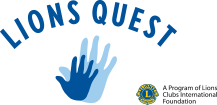 LIONS QUEST
A Program of Lions
Clubs International
Foundation